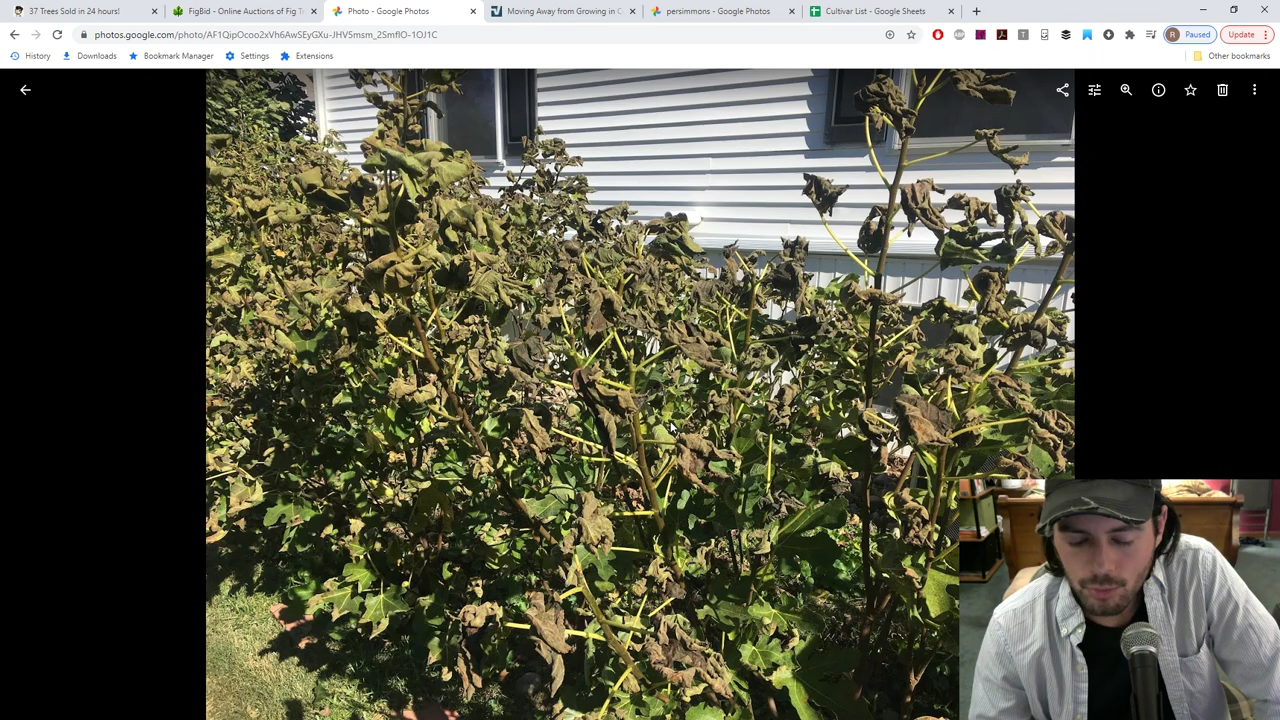 37 Trees Sold in 24 hours!
FigBid - Online Auctions of Fig T
Photo - Google Photos
Moving Away from Growing in C
persimmons - Google Photos
Cultivar List - Google Sheets
photos.google.com/photo/AF1QipOcoo2xVh6AwSEyGXu-JHV5msm_2SmfIO-1OJ1C
Paused
Update
History
Downloads
Bookmark Manager
Settings
Extensions
Other bookmarks